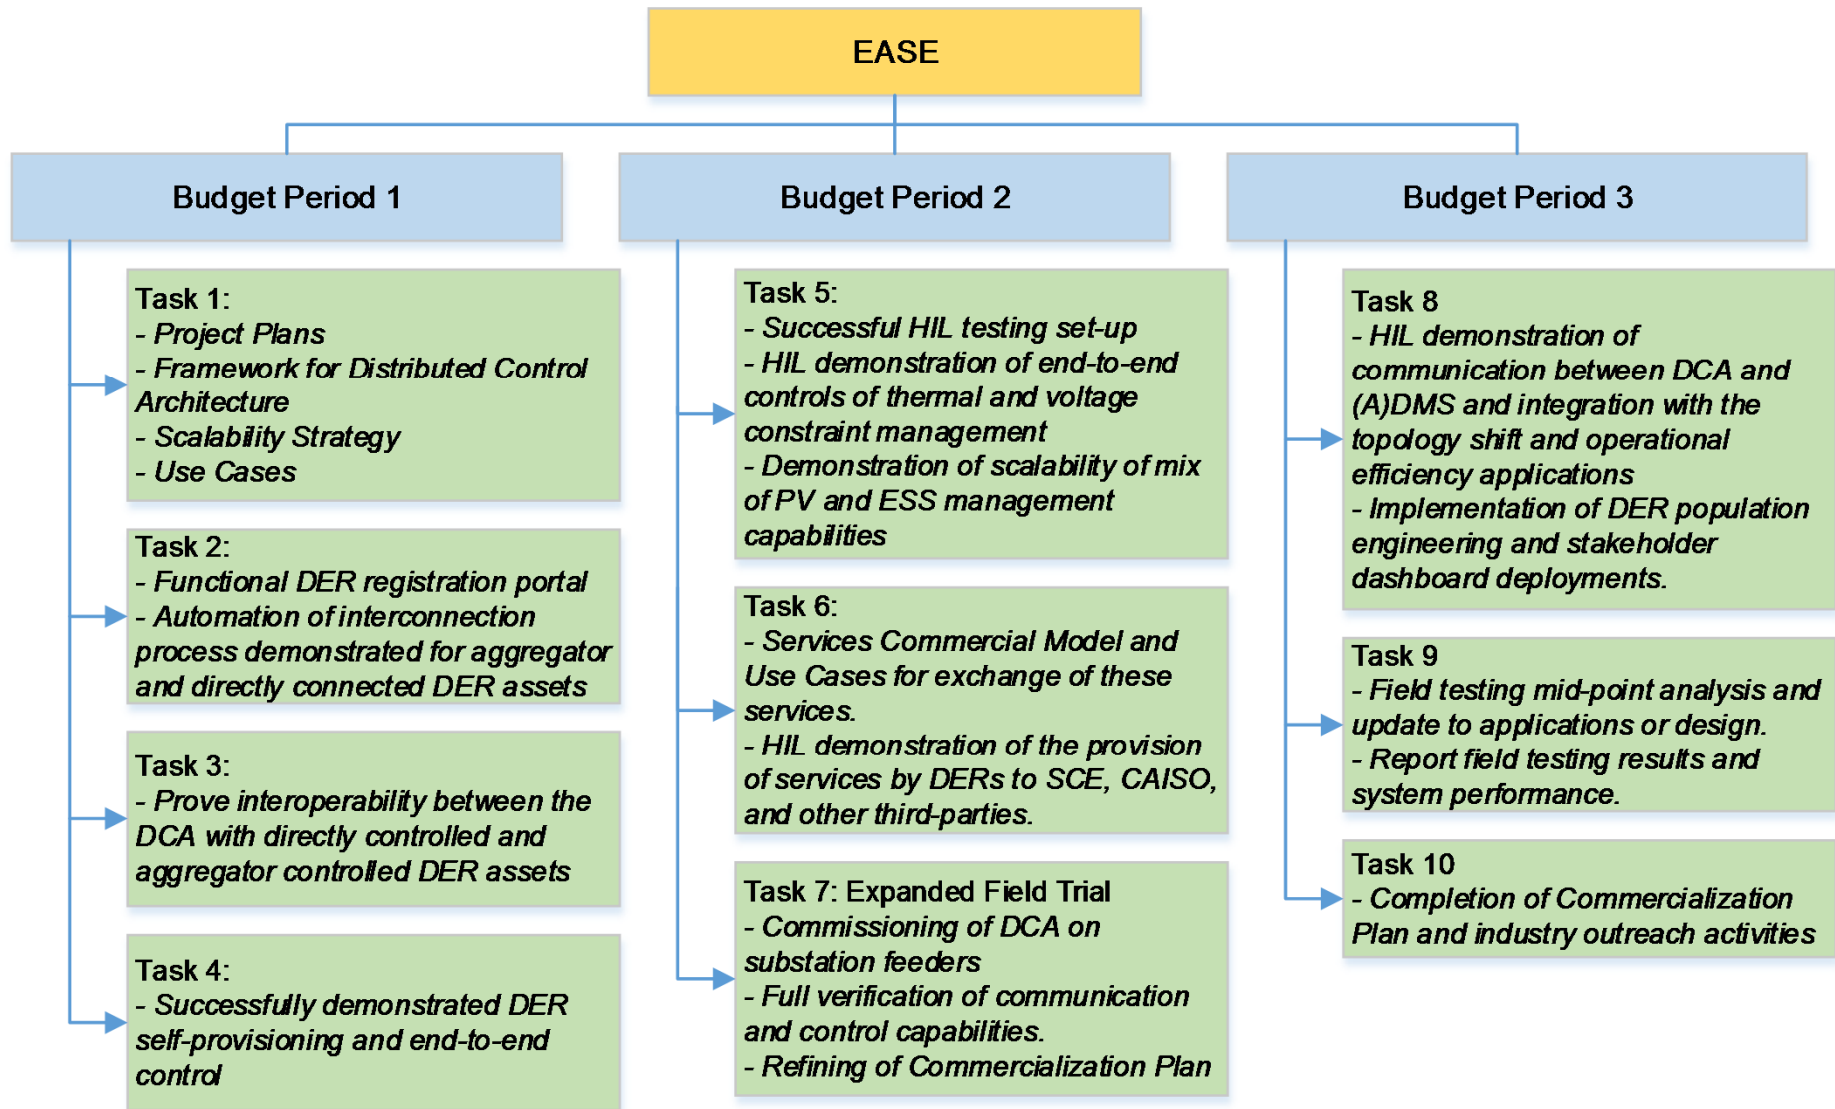 EASE
Budget Period 1
Task 1:
- Project Plans
- Framework for Distributed Control
Architecture
- Scalability Strategy
- Use Cases
Task 2:
- Functional DER registration portal
- Automation of interconnection
process demonstrated for aggregator
and directly connected DER assets
Task 3:
- Prove interoperability between the
DCA with directly controlled and
aggregator controlled DER assets
Task 4:
- Successfully demonstrated DER
self-provisioning and end-to-end
control
Budget Period 2
Task 5:
- Successful HIL testing set-up
- HIL demonstration of end-to-end
controls of thermal and voltage
constraint management
- Demonstration of scalability of mix
of PV and ESS management
capabilities
Task 6:
- Services Commercial Model and
Use Cases for exchange of these
services.
- HIL demonstration of the provision
of services by DERs to SCE, CAISO,
and other third-parties.
Task 7: Expanded Field Trial
- Commissioning of DCA on
substation feeders
- Full verification of communication
and control capabilities.
- Refining of Commercialization Plan
Budget Period 3
Task 8
- HIL demonstration of
communication between DCA and
(A)DMS and integration with the
topology shift and operational
efficiency applications
- Implementation of DER population
engineering and stakeholder
dashboard deployments.
Task 9
- Field testing mid-point analysis and
update to applications or design.
- Report field testing results and
system performance.
Task 10
- Completion of Commercialization
Plan and industry outreach activities